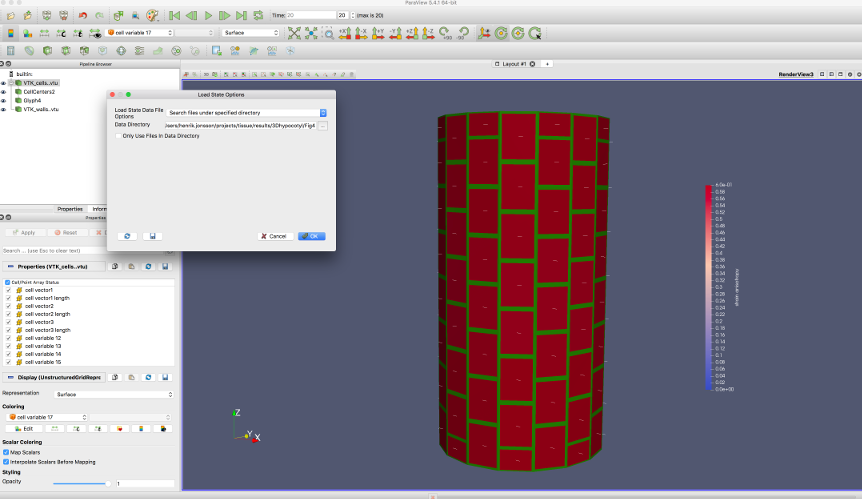 ParaView 5.4.1 64-bit
Time: 20 20 (max is 20)
cell variable 17 Surface
Pipeline Browser
Layout #1
RenderView3
builtin:
VTK_cells..vtu
CellCenters2
Glyph4
VTK_walls..vtu
Load State Options
Load State Data File
Options
Search files under specified directory
Data Directory
/sers/henrik.jonsson/projects/tissue/results/3Dhypocotyl/Fig4
Only Use Files In Data Directory
Cancel OK
Properties Inform
Properties
Apply Reset
Search ... (use Esc to clear text)
Properties (VTK_cells..vtu)
Cell/Point Array Status
cell vector1
cell vector1 length
cell vector2
cell vector2 length
cell vector3
cell vector3 length
cell variable 12
cell variable 13
cell variable 14
cell variable 15
Display (UnstructuredGridRepre
Representation Surface
Coloring
cell variable 17
Edit
Scalar Coloring
Map Scalars
Interpolate Scalars Before Mapping
Styling
Opacity 1
Z
Y
X
6.0e-01
0.58
0.56
0.54
0.52
0.5
0.48
0.46
0.44
0.42
0.4
0.38
0.36
0.34
0.32
0.3
0.28
0.26
0.24
0.22
0.2
0.18
0.16
0.14
0.12
0.1
0.08
0.06
0.04
0.02
0.0e+00
strain anisotropy